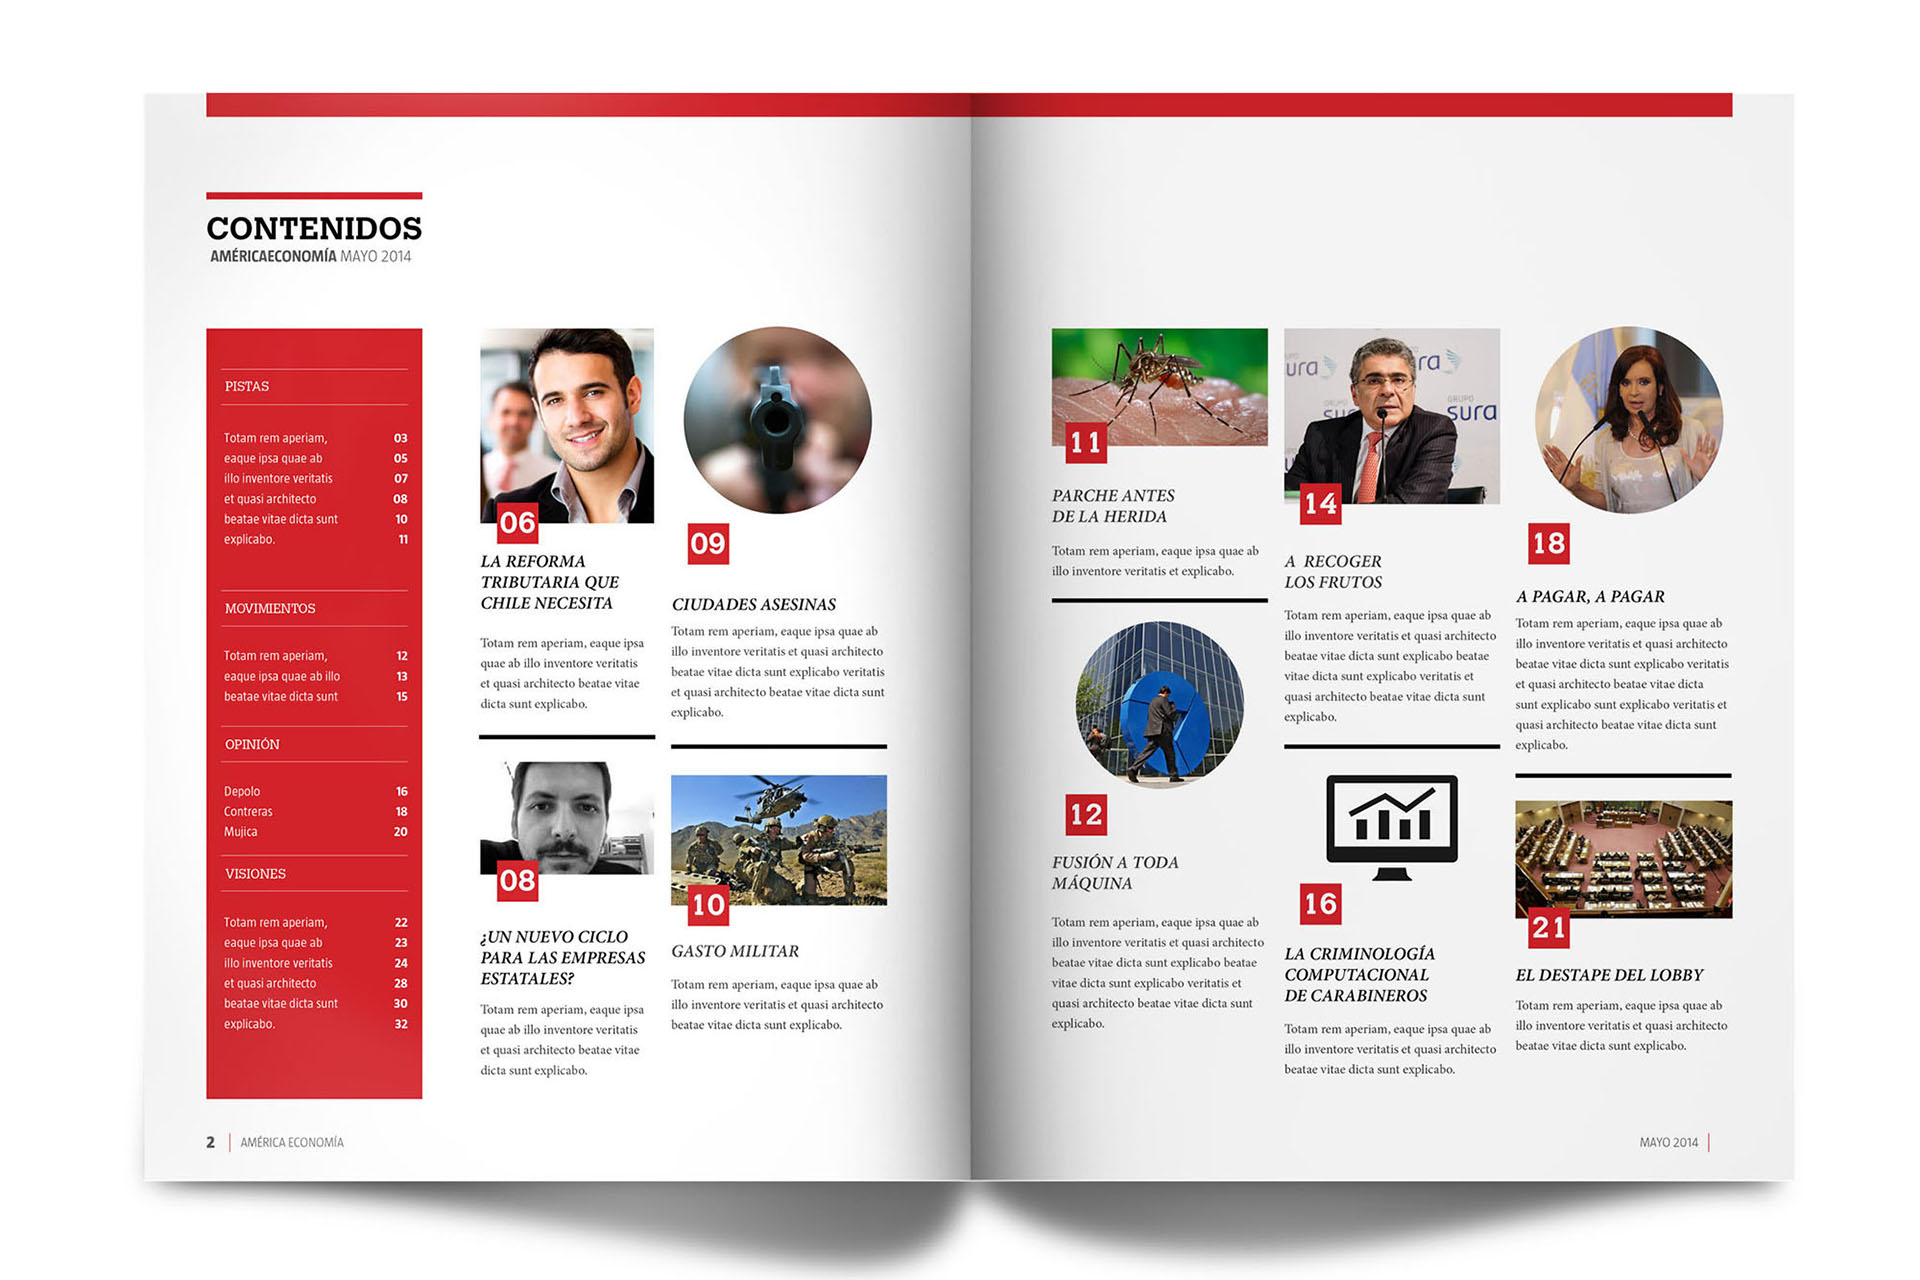 CONTENIDOS
AMÉRICAECONOMÍA MAYO 2014
PISTAS
Totam rem aperiam, 03
eaque ipsa quae ab 05
illo inventore veritatis 07
et quasi architecto 08
beatae vitae dicta sunt 10
explicabo. 11
MOVIMIENTOS
Totam rem aperiam, 12
eaque ipsa quae ab illo 13
beatae vitae dicta sunt 15
OPINIÓN
Depolo 16
Contreras 18
Mujica 20
VISIONES
Totam rem aperiam, 22
eaque ipsa quae ab 23
illo inventore veritatis 24
et quasi architecto 28
beatae vitae dicta sunt 30
explicabo. 32
06
LA REFORMA
TRIBUTARIA QUE
CHILE NECESITA
Totam rem aperiam, eaque ipsa
quae ab illo inventore veritatis
et quasi architecto beatae vitae
dicta sunt explicabo.
08
¿UN NUEVO CICLO
PARA LAS EMPRESAS
ESTATALES?
Totam rem aperiam, eaque ipsa
quae ab illo inventore veritatis
et quasi architecto beatae vitae
dicta sunt explicabo.
09
CIUDADES ASESINAS
Totam rem aperiam, eaque ipsa quae ab
illo inventore veritatis et quasi architecto
beatae vitae dicta sunt explicabo veritatis
et quasi architecto beatae vitae dicta sunt
explicabo.
10
GASTO MILITAR
Totam rem aperiam, eaque ipsa quae ab
illo inventore veritatis et quasi architecto
beatae vitae dicta sunt explicabo.
2 AMÉRICA ECONOMÍA
11
PARCHE ANTES
DE LA HERIDA
Totam rem aperiam, eaque ipsa quae ab
illo inventore veritatis et explicabo.
12
FUSIÓN A TODA
MÁQUINA
Totam rem aperiam, eaque ipsa quae ab
illo inventore veritatis et quasi architecto
beatae vitae dicta sunt explicabo beatae
vitae dicta sunt explicabo veritatis et
quasi architecto beatae vitae dicta sunt
explicabo.
GRUPO
sura
14
A RECOGER
LOS FRUTOS
Totam rem aperiam, eaque ipsa quae ab
illo inventore veritatis et quasi architecto
beatae vitae dicta sunt explicabo beatae
vitae dicta sunt explicabo veritatis et
quasi architecto beatae vitae dicta sunt
explicabo.
16
LA CRIMINOLOGÍA
COMPUTACIONAL
DE CARABINEROS
Totam rem aperiam, eaque ipsa quae ab
illo inventore veritatis et quasi architecto
beatae vitae dicta sunt explicabo.
18
A PAGAR, A PAGAR
Totam rem aperiam, eaque ipsa quae ab
illo inventore veritatis et quasi architecto
beatae vitae dicta sunt explicabo veritatis
et quasi architecto beatae vitae dicta
sunt explicabo sunt explicabo veritatis et
quasi architecto beatae vitae dicta sunt
explicabo.
21
EL DESTAPE DEL LOBBY
Totam rem aperiam, eaque ipsa quae ab
illo inventore veritatis et quasi architecto
beatae vitae dicta sunt explicabo.
MAYO 2014